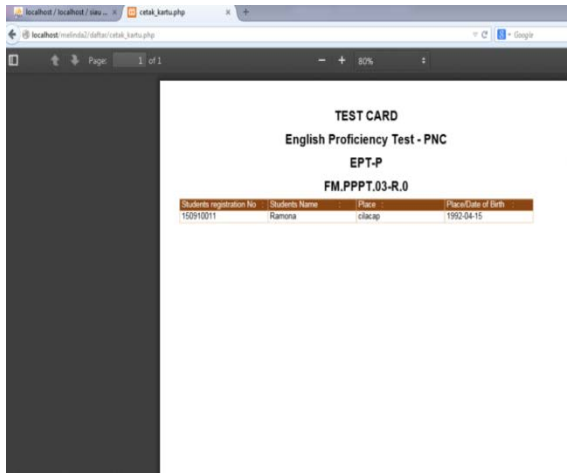 localhost / localhost / siau ... x cetak_kartu.php x +
localhost/melinda2/daftar/cetak_kartu.php Google
Page: 1 of 1 − + 80%
TEST CARD
English Proficiency Test - PNC
EPT-P
FM.PPPT.03-R.0
Students registration No : Students Name : Place : Place/Date of Birth :
150910011 Ramona cilacap 1992-04-15